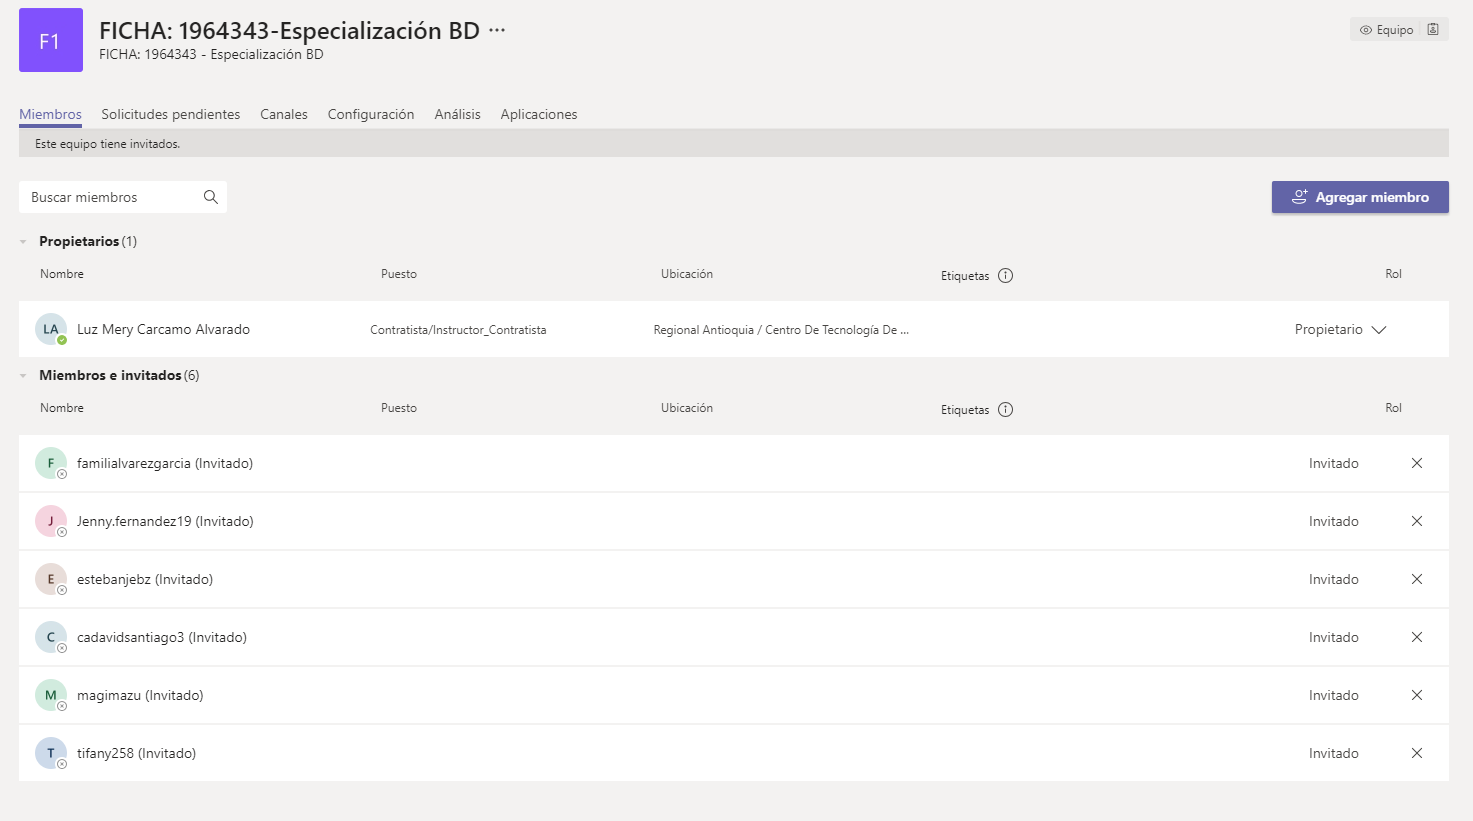 F1
FICHA: 1964343-Especialización BD ···
FICHA: 1964343 - Especialización BD
Equipo
Miembros Solicitudes pendientes Canales Configuración Análisis Aplicaciones
Este equipo tiene invitados.
Buscar miembros
Agregar miembro
Propietarios (1)
Nombre Puesto Ubicación Etiquetas Rol
LA Luz Mery Carcamo Alvarado Contratista/Instructor_Contratista Regional Antioquia / Centro De Tecnología De ... Propietario
Miembros e invitados (6)
Nombre Puesto Ubicación Etiquetas Rol
F familialvarezgarcia (Invitado) Invitado
J Jenny.fernandez19 (Invitado) Invitado
E estebanjebz (Invitado) Invitado
C cadavidsantiago3 (Invitado) Invitado
M magimazu (Invitado) Invitado
T tifany258 (Invitado) Invitado